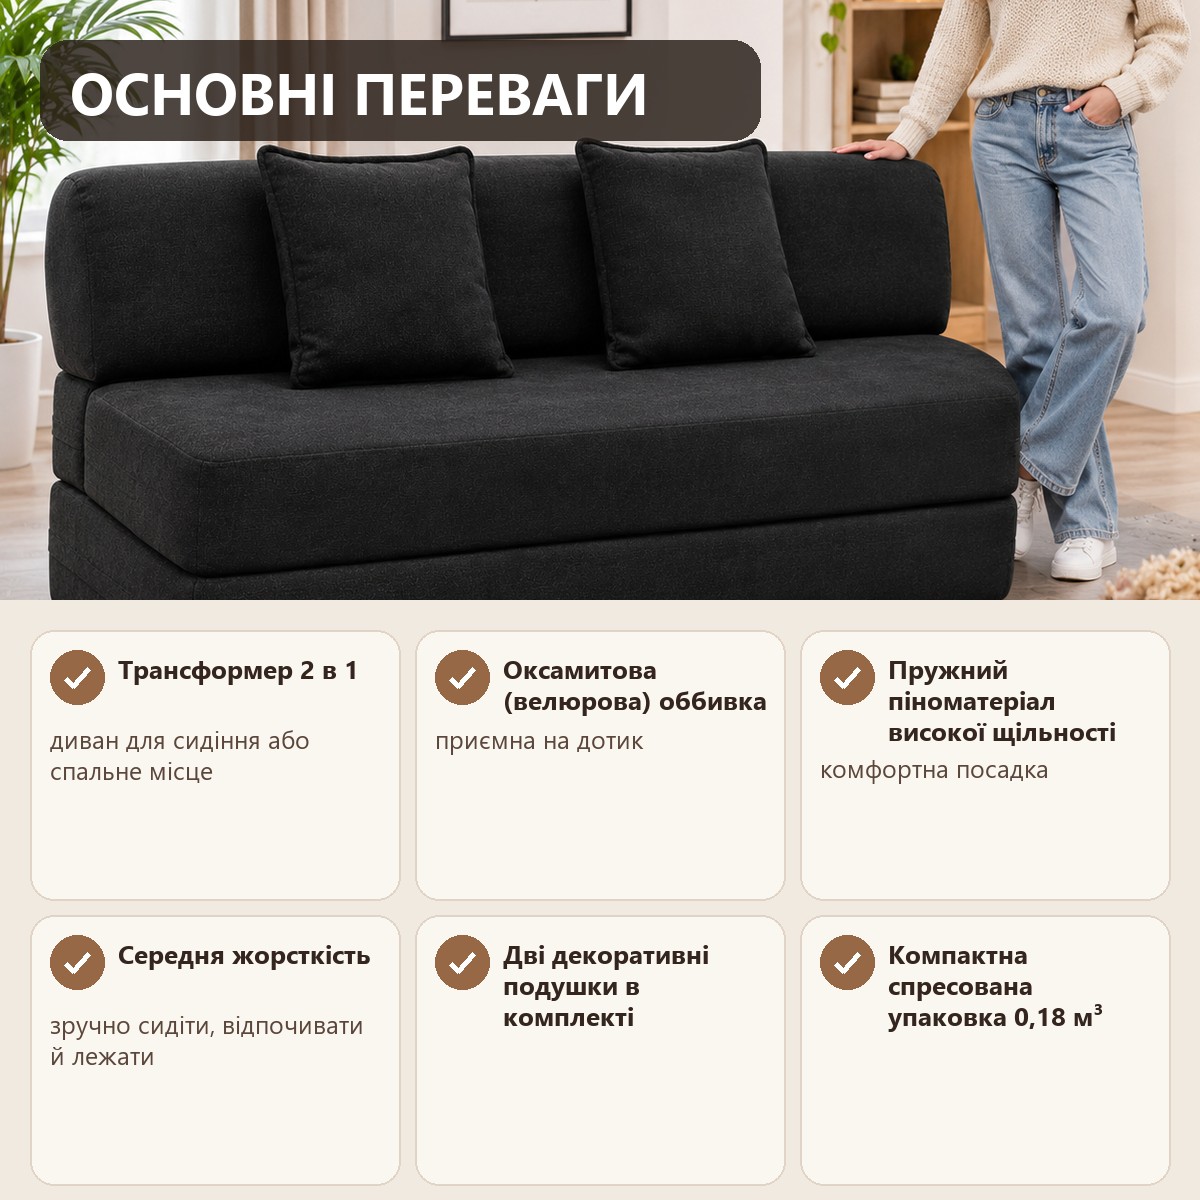 ОСНОВНІ ПЕРЕВАГИ
Трансформер 2 в 1
диван для сидіння або
спальне місце
Оксамитова
(велюрова) оббивка
приємна на дотик
Пружний
піноматеріал
високої щільності
комфортна посадка
Середня жорсткість
зручно сидіти, відпочивати
й лежати
Дві декоративні
подушки в
комплекті
Компактна
спресована
упаковка 0,18 м³